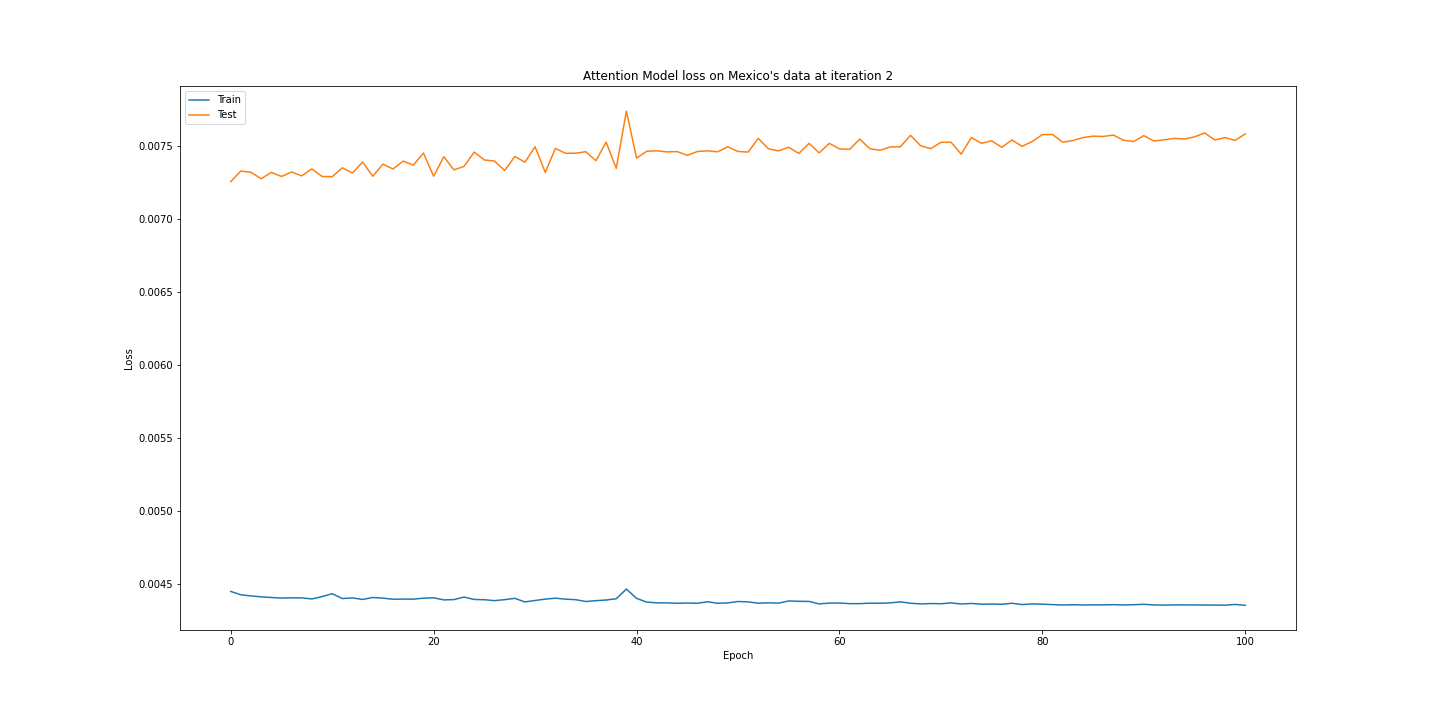 Attention Model loss on Mexico's data at iteration 2
Train
Test
Loss
0.0075
0.0070
0.0065
0.0060
0.0055
0.0050
0.0045
0 20 40 60 80 100
Epoch